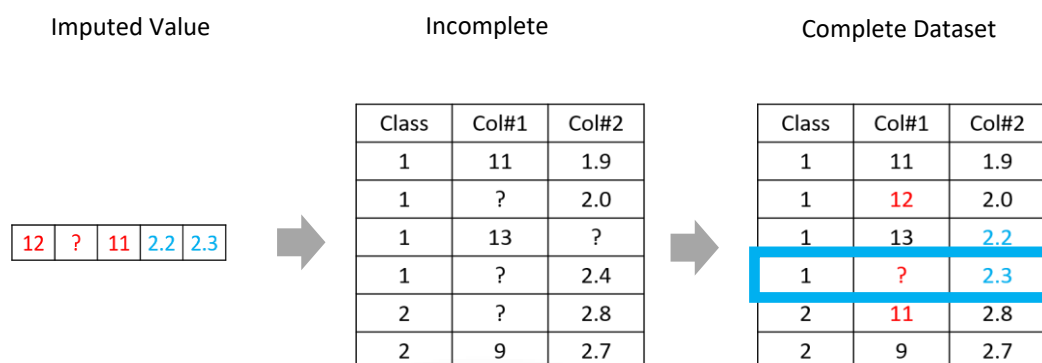 Imputed Value
Incomplete
Complete Dataset
12 ? 11 2.2 2.3
Class Col#1 Col#2
1 11 1.9
1 ? 2.0
1 13 ?
1 ? 2.4
2 ? 2.8
2 9 2.7
Class Col#1 Col#2
1 11 1.9
1 12 2.0
1 13 2.2
1 ? 2.3
2 11 2.8
2 9 2.7